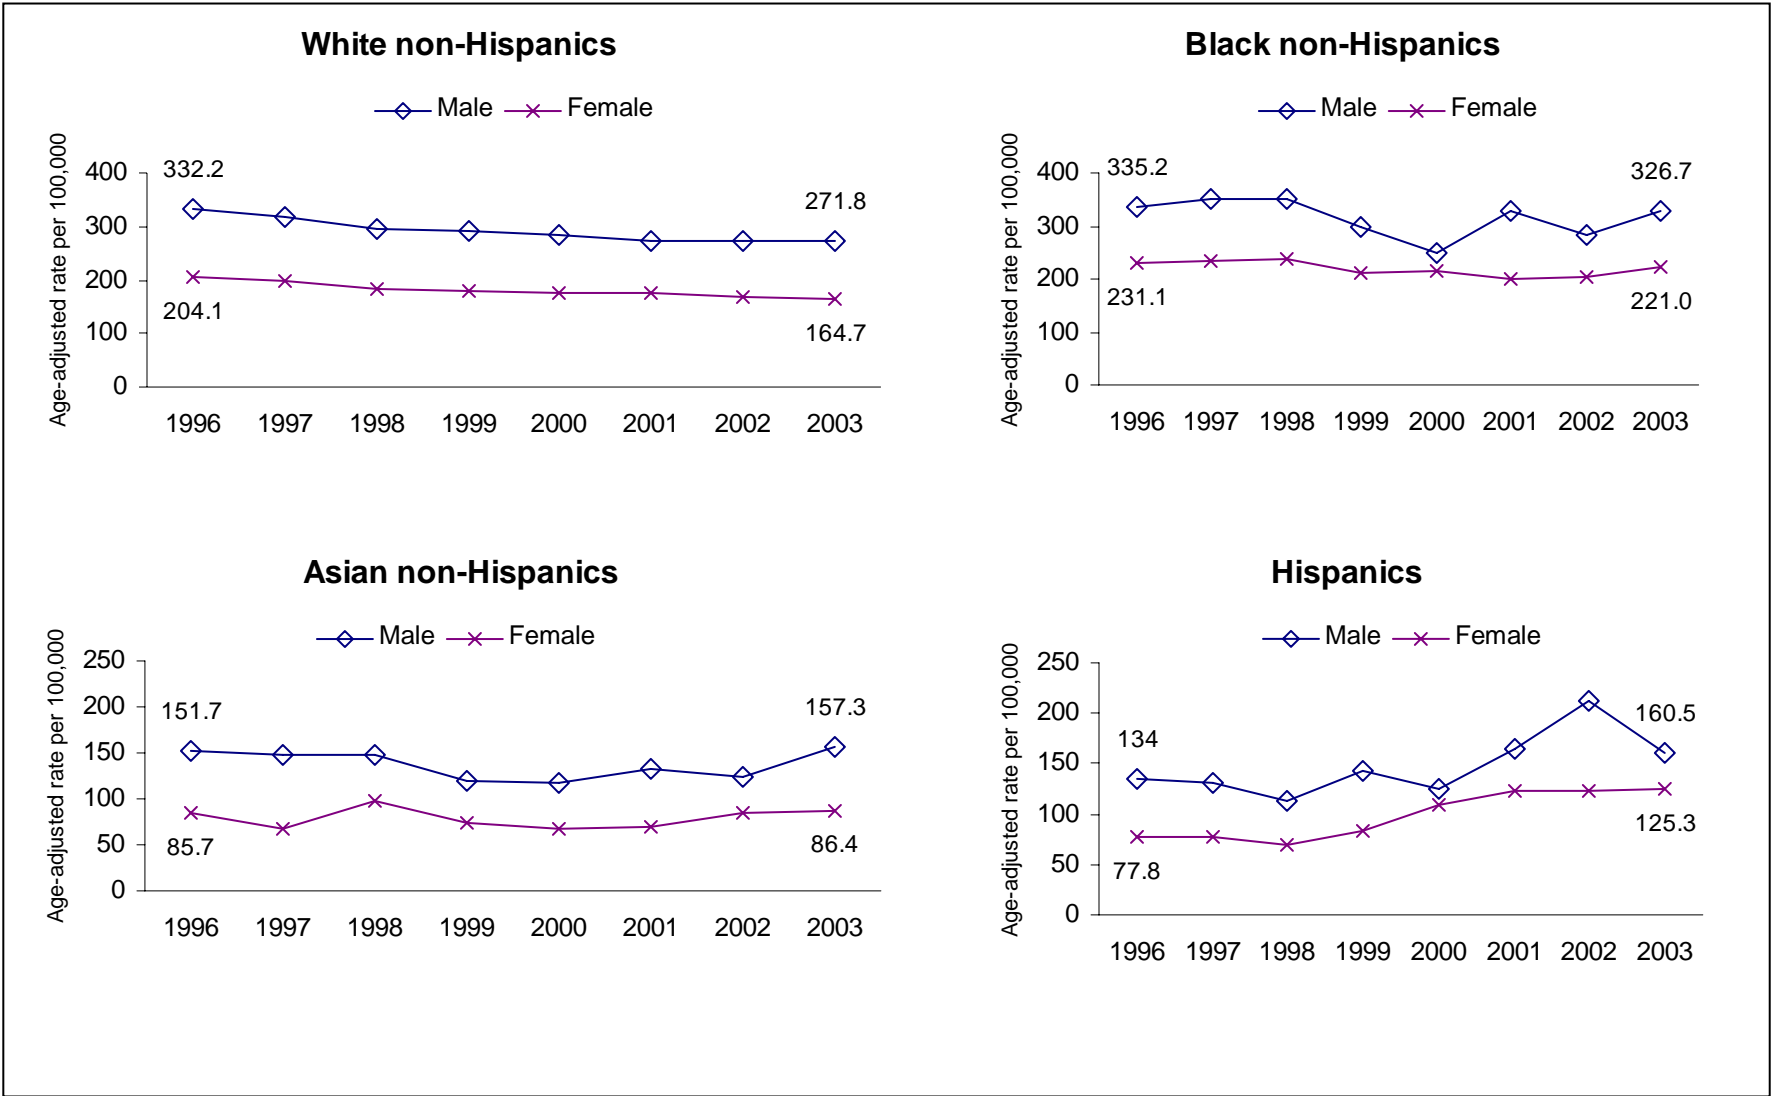 White non-Hispanics
Male Female
Age-adjusted rate per 100,000
400
300
200
100
0
332.2
271.8
204.1
164.7
1996 1997 1998 1999 2000 2001 2002 2003
Black non-Hispanics
Male Female
Age-adjusted rate per 100,000
400
300
200
100
0
335.2
326.7
231.1
221.0
1996 1997 1998 1999 2000 2001 2002 2003
Asian non-Hispanics
Male Female
Age-adjusted rate per 100,000
250
200
150
100
50
0
151.7
157.3
85.7
86.4
1996 1997 1998 1999 2000 2001 2002 2003
Hispanics
Male Female
Age-adjusted rate per 100,000
250
200
150
100
50
0
134
160.5
77.8
125.3
1996 1997 1998 1999 2000 2001 2002 2003